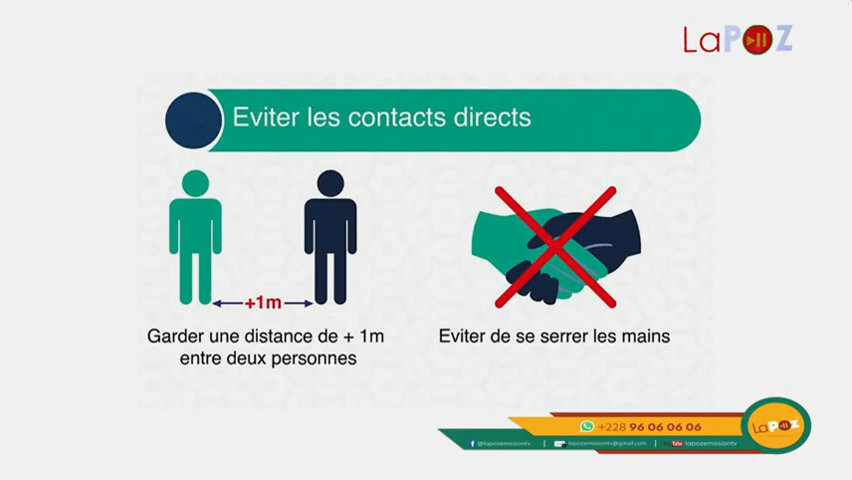 LaPOZ
Eviter les contacts directs
+1m
Garder une distance de + 1m
entre deux personnes
Eviter de se serrer les mains
+228 96 06 06 06
LaPOZ
@lapozemissiontv
lapozemissiontv@gmail.com
YouTube lapozemissiontv